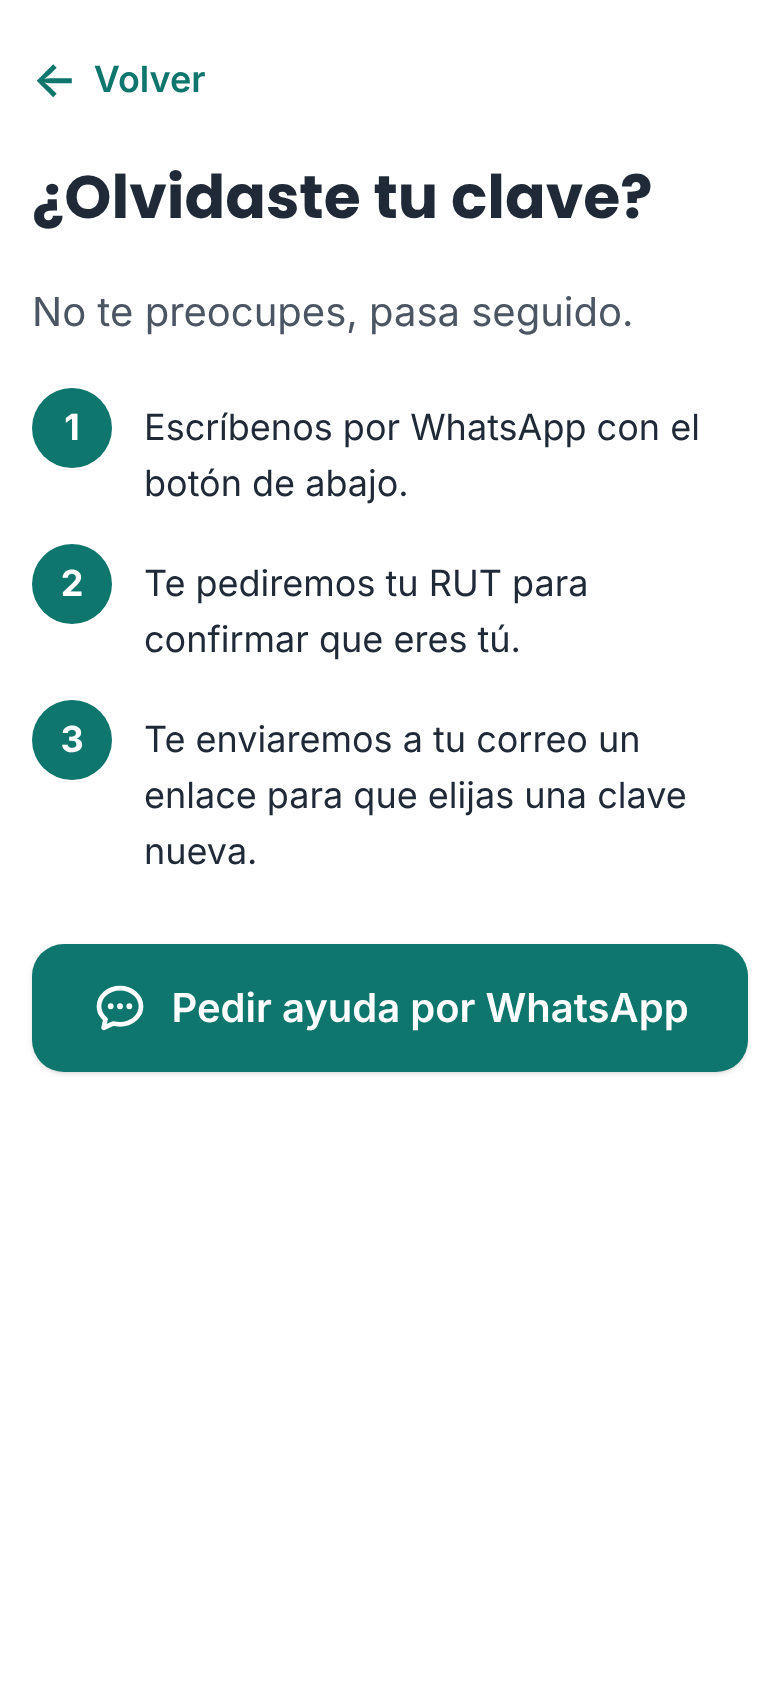 Volver
¿Olvidaste tu clave?
No te preocupes, pasa seguido.
1
Escríbenos por WhatsApp con el
botón de abajo.
2
Te pediremos tu RUT para
confirmar que eres tú.
3
Te enviaremos a tu correo un
enlace para que elijas una clave
nueva.
Pedir ayuda por WhatsApp